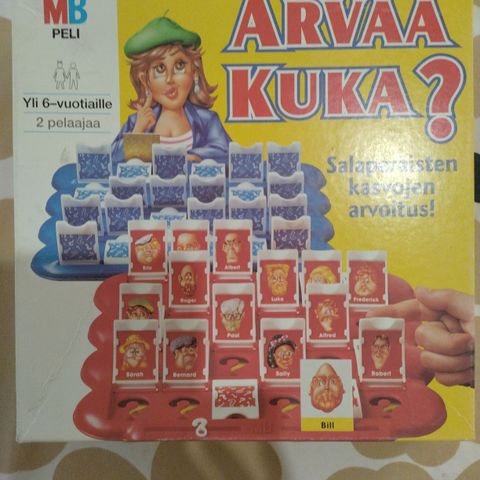 MB
PELI
Yli 6-vuotiaille
2 pelaajaa
ARVAA
KUKA?
Salaperäisten
kasvojen
arvoitus!
Eric
Albert
Roger
Luke
Frederick
Paul
Alfred
Sarah
Bernard
Sally
Robert
Bill